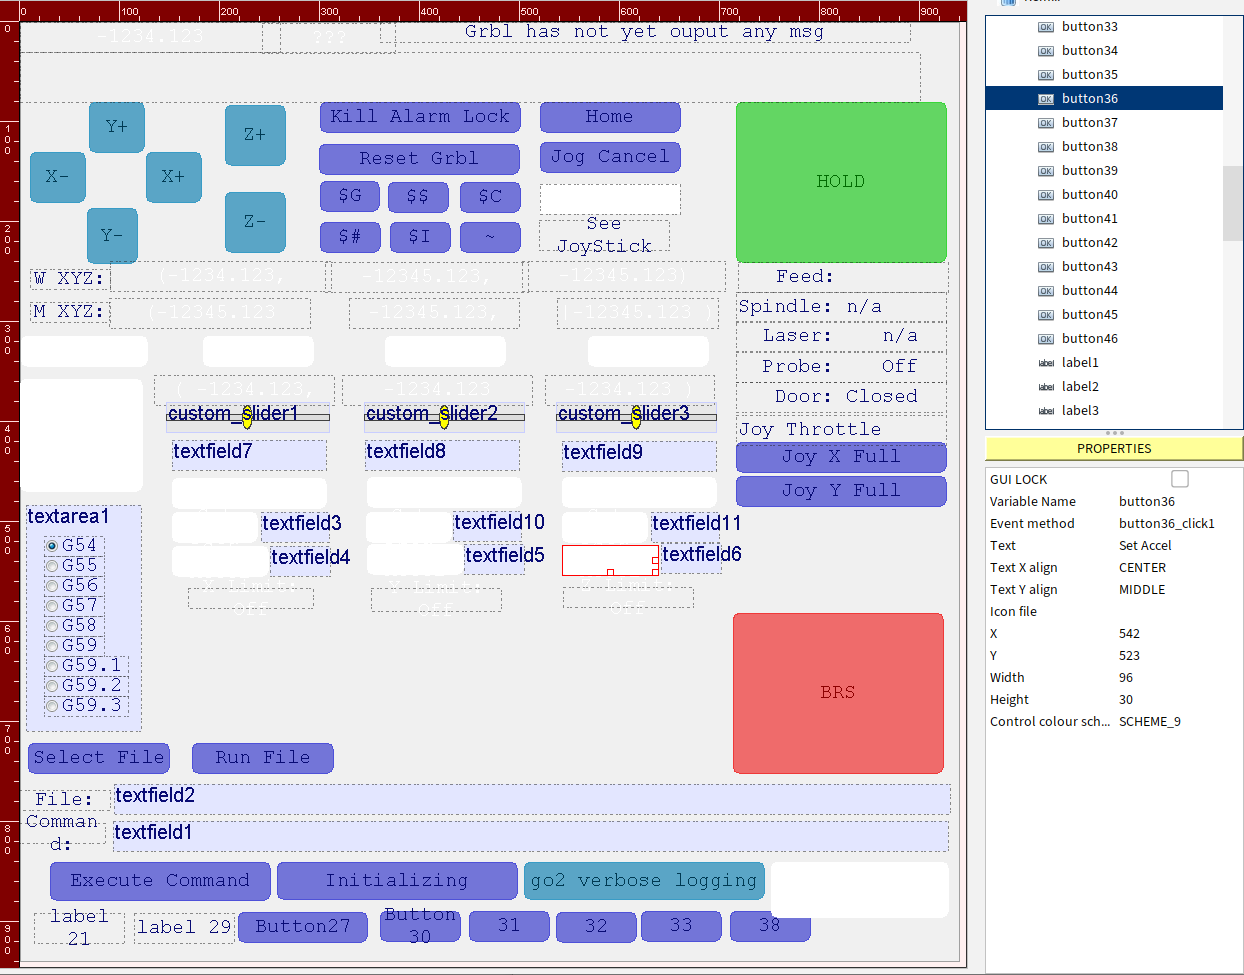 0 100 200 300 400 500 600 700 800 900
-1234.123 ??? Grbl has not yet ouput any msg
Y+ Z+ Kill Alarm Lock Home
X- X+ Reset Grbl Jog Cancel HOLD
$G $$ $C
Y- Z- $# $I ~ See
JoyStick
W XYZ: (-1234.123, -12345.123, -12345.123) Feed:
M XYZ: (-12345.123 -12345.123, (-12345.123 ) Spindle: n/a
Laser: n/a
Probe: Off
( -1234.123, -1234.123 -1234.123 ) Door: Closed
custom_slider1 custom_slider2 custom_slider3
Joy Throttle
textfield7 textfield8 textfield9 Joy X Full
Joy Y Full
textarea1 textfield3 textfield10 textfield11
G54 textfield4 textfield5 textfield6
G55
G56
G57
G58
G59
G59.1
G59.2
G59.3
BRS
Select File Run File
File: textfield2
Comman
d: textfield1
Execute Command Initializing go2 verbose logging
label
21 label 29 Button27 Button
30 31 32 33 38
button33
button34
button35
button36
button37
button38
button39
button40
button41
button42
button43
button44
button45
button46
label label1
label label2
label label3
PROPERTIES
GUI LOCK
Variable Name button36
Event method button36_click1
Text Set Accel
Text X align CENTER
Text Y align MIDDLE
Icon file
X 542
Y 523
Width 96
Height 30
Control colour sch... SCHEME_9